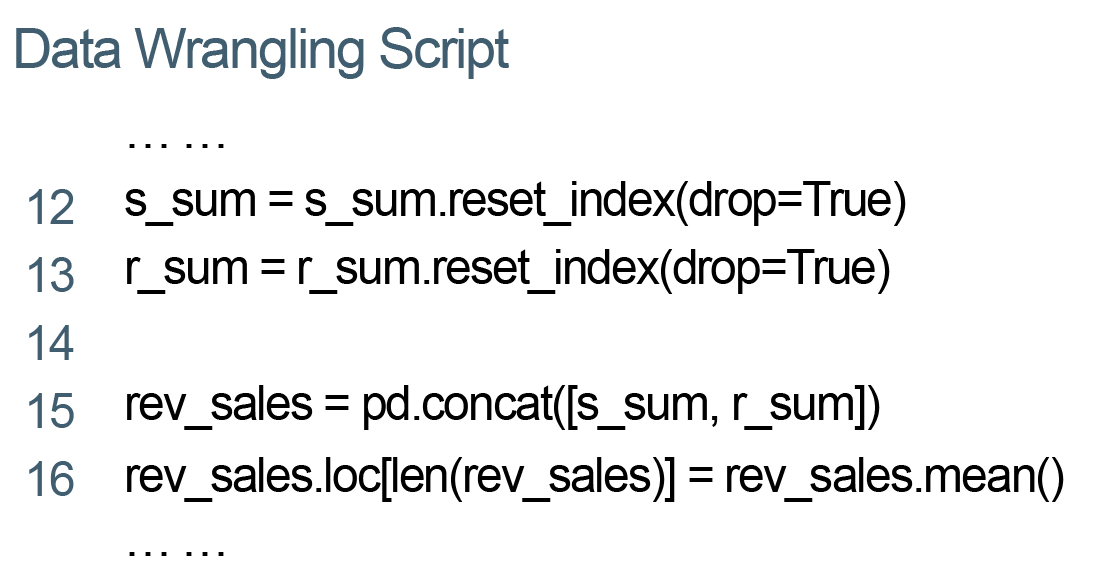 Data Wrangling Script
... ...
12 s_sum = s_sum.reset_index(drop=True)
13 r_sum = r_sum.reset_index(drop=True)
14
15 rev_sales = pd.concat([s_sum, r_sum])
16 rev_sales.loc[len(rev_sales)] = rev_sales.mean()
... ...